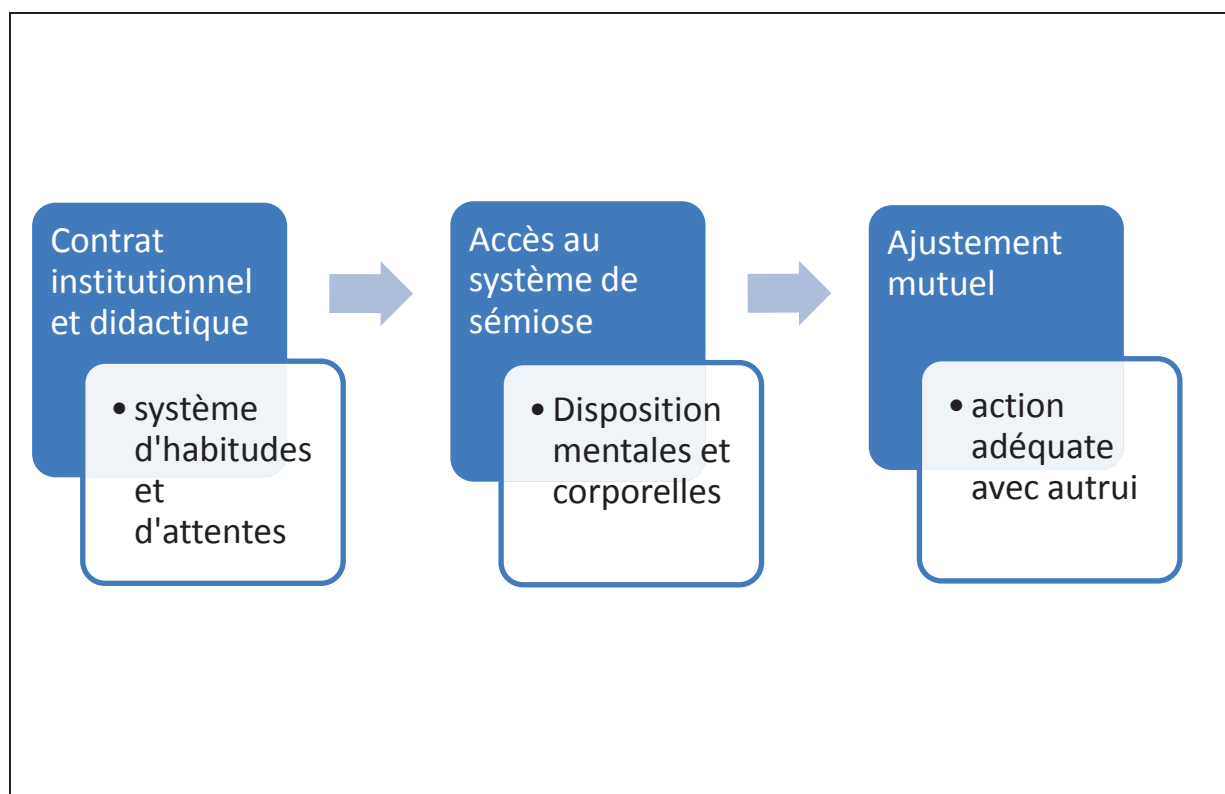 Contrat
institutionnel
et didactique
• système
d'habitudes
et
d'attentes
Accès au
système de
sémiose
• Disposition
mentales et
corporelles
Ajustement
mutuel
• action
adéquate
avec autrui